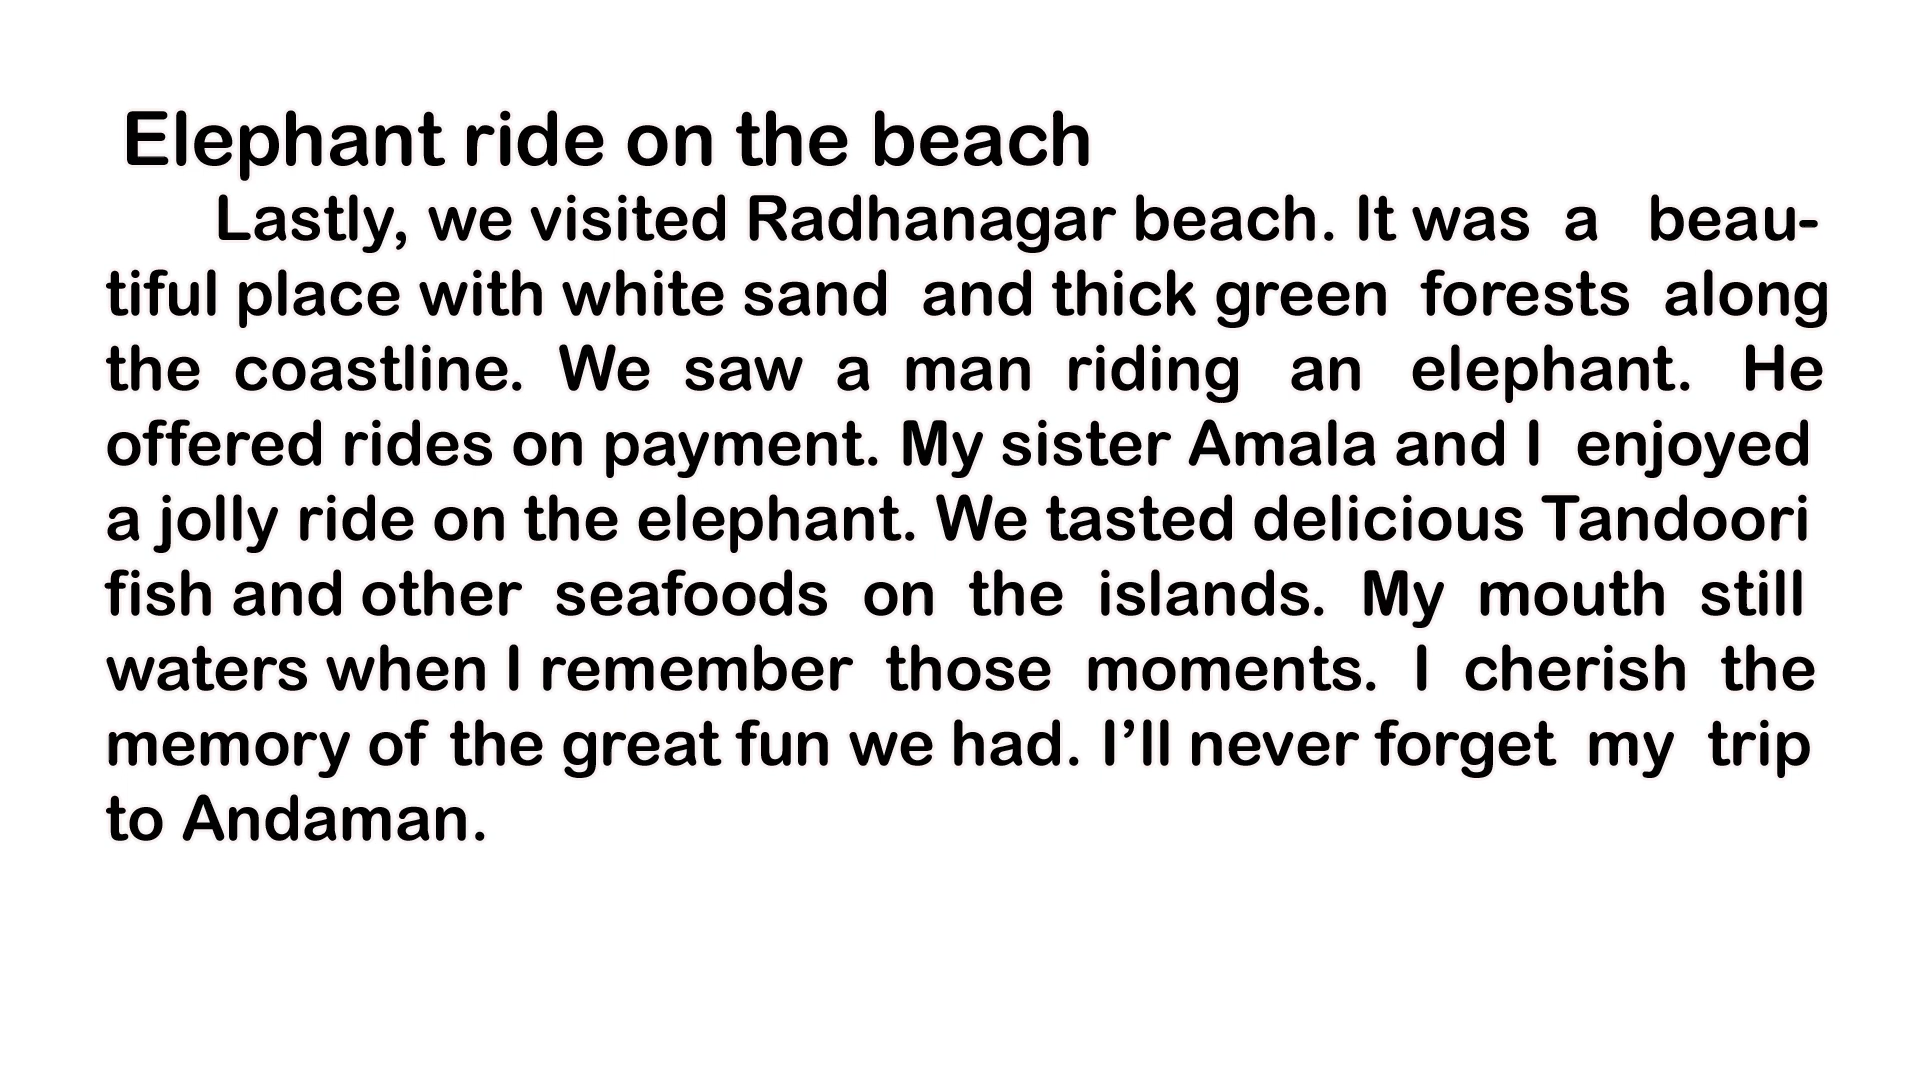 Elephant ride on the beach
Lastly, we visited Radhanagar beach. It was a beau-
tiful place with white sand and thick green forests along
the coastline. We saw a man riding an elephant. He
offered rides on payment. My sister Amala and I enjoyed
a jolly ride on the elephant. We tasted delicious Tandoori
fish and other seafoods on the islands. My mouth still
waters when I remember those moments. I cherish the
memory of the great fun we had. I’ll never forget my trip
to Andaman.